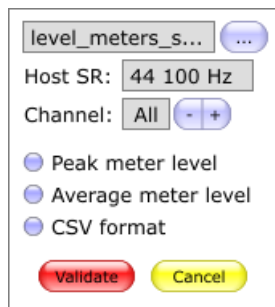 level_meters_s... ...
Host SR: 44 100 Hz
Channel: All - +
Peak meter level
Average meter level
CSV format
Validate Cancel